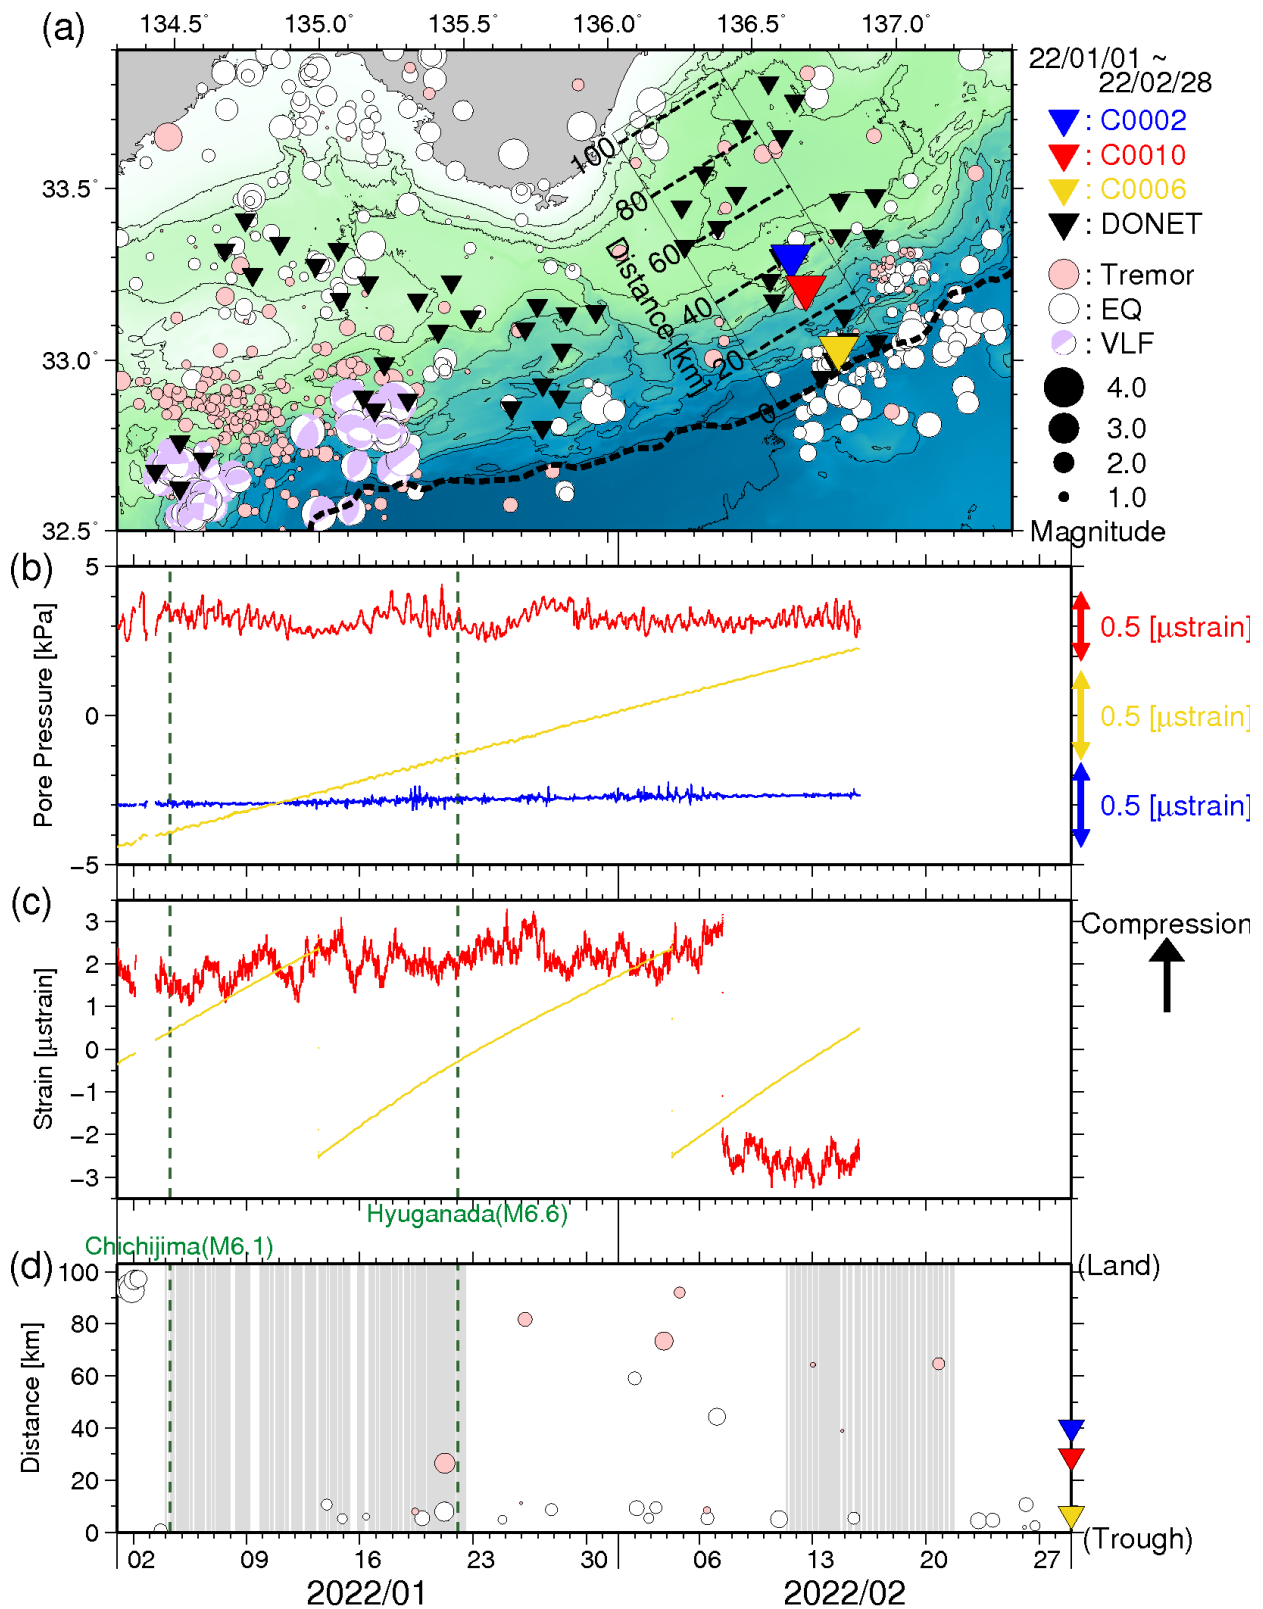 (a)
134.5° 135.0° 135.5° 136.0° 136.5° 137.0°
33.5°
33.0°
32.5°
100
80
60
40
20
0
Distance [km]
22/01/01 ~
22/02/28
: C0002
: C0010
: C0006
: DONET
: Tremor
: EQ
: VLF
4.0
3.0
2.0
1.0
Magnitude
(b)
Pore Pressure [kPa]
5
0
−5
0.5 [μstrain]
0.5 [μstrain]
0.5 [μstrain]
(c)
Strain [μstrain]
3
2
1
0
−1
−2
−3
Compression
Hyuganada(M6.6)
Chichijima(M6.1)
(d)
Distance [km]
100
80
60
40
20
0
(Land)
(Trough)
02 09 16 23 30 06 13 20 27
2022/01 2022/02